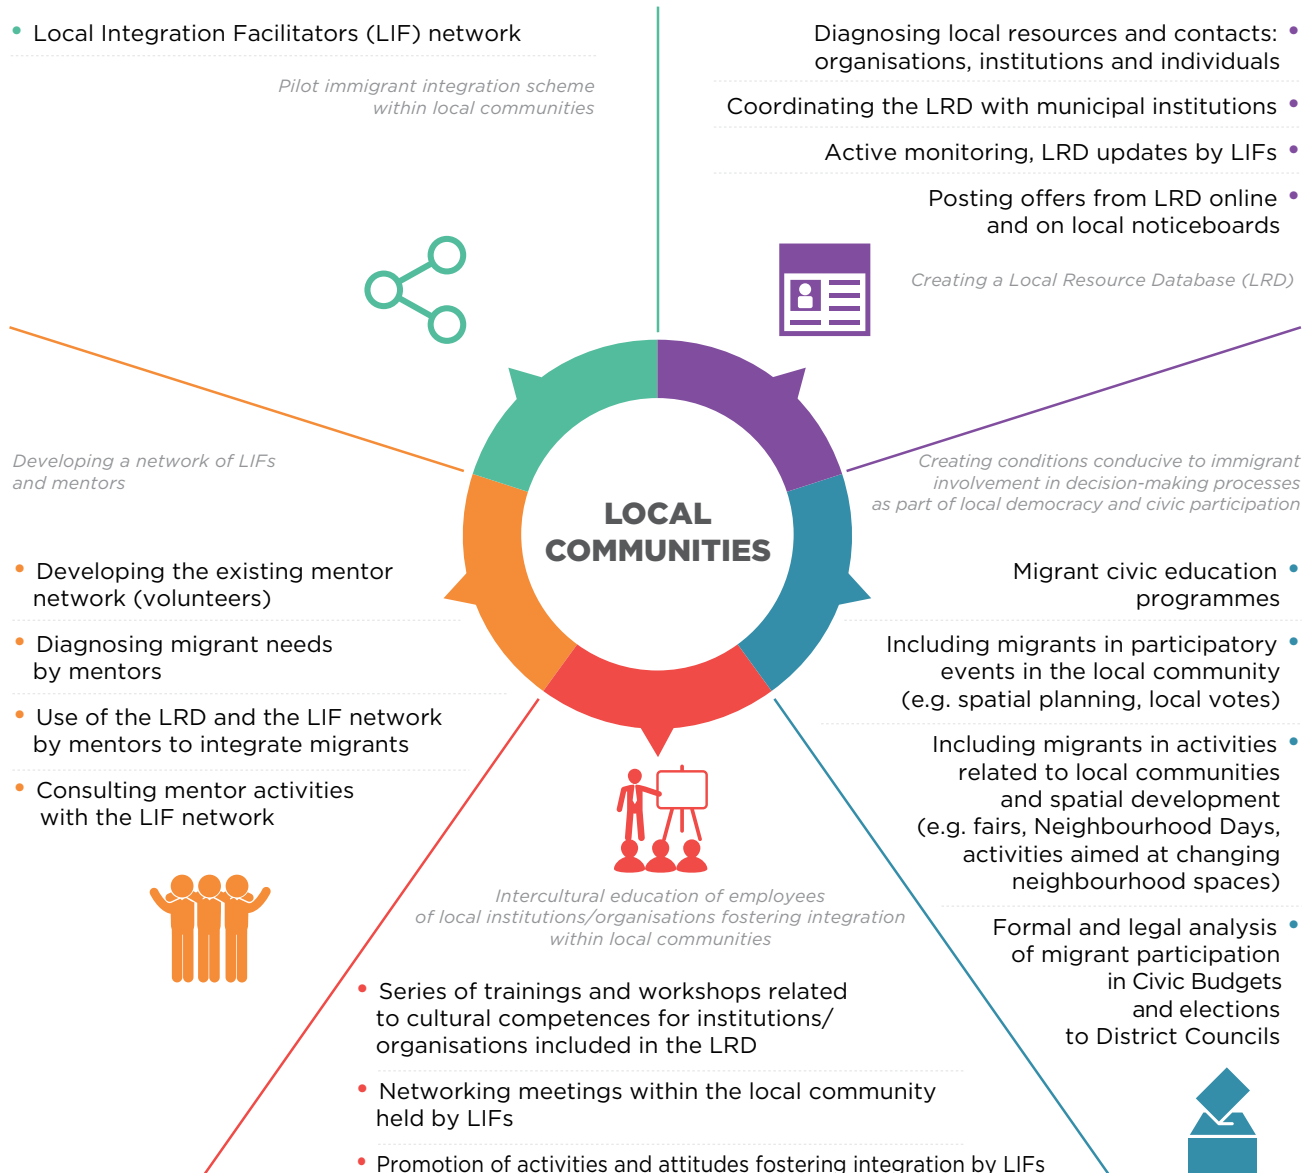 • Local Integration Facilitators (LIF) network
Pilot immigrant integration scheme
within local communities
Diagnosing local resources and contacts: •
organisations, institutions and individuals
Coordinating the LRD with municipal institutions •
Active monitoring, LRD updates by LIFs •
Posting offers from LRD online •
and on local noticeboards
Creating a Local Resource Database (LRD)
LOCAL
COMMUNITIES
Developing a network of LIFs
and mentors
• Developing the existing mentor
network (volunteers)
• Diagnosing migrant needs
by mentors
• Use of the LRD and the LIF network
by mentors to integrate migrants
• Consulting mentor activities
with the LIF network
Creating conditions conducive to immigrant
involvement in decision-making processes
as part of local democracy and civic participation
Migrant civic education •
programmes
Including migrants in participatory •
events in the local community
(e.g. spatial planning, local votes)
Including migrants in activities •
related to local communities
and spatial development
(e.g. fairs, Neighbourhood Days,
activities aimed at changing
neighbourhood spaces)
Formal and legal analysis •
of migrant participation
in Civic Budgets
and elections
to District Councils
Intercultural education of employees
of local institutions/organisations fostering integration
within local communities
• Series of trainings and workshops related
to cultural competences for institutions/
organisations included in the LRD
• Networking meetings within the local community
held by LIFs
• Promotion of activities and attitudes fostering integration by LIFs